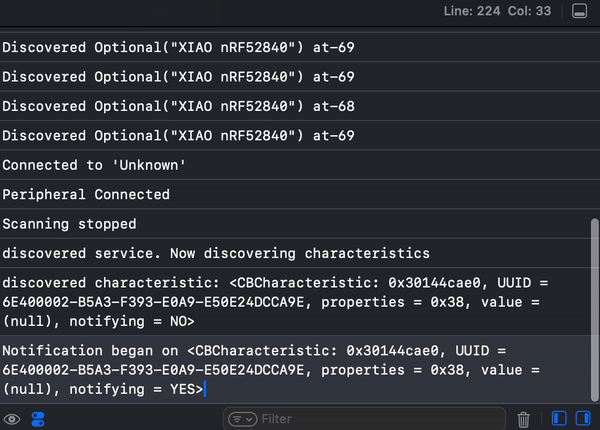 Line: 224 Col: 33
Discovered Optional("XIAO nRF52840") at-69
Discovered Optional("XIAO nRF52840") at-69
Discovered Optional("XIAO nRF52840") at-68
Discovered Optional("XIAO nRF52840") at-69
Connected to 'Unknown'
Peripheral Connected
Scanning stopped
discovered service. Now discovering characteristics
discovered characteristic: <CBCharacteristic: 0x30144cae0, UUID =
6E400002-B5A3-F393-E0A9-E50E24DCCA9E, properties = 0x38, value =
(null), notifying = NO>
Notification began on <CBCharacteristic: 0x30144cae0, UUID =
6E400002-B5A3-F393-E0A9-E50E24DCCA9E, properties = 0x38, value =
(null), notifying = YES>
Filter